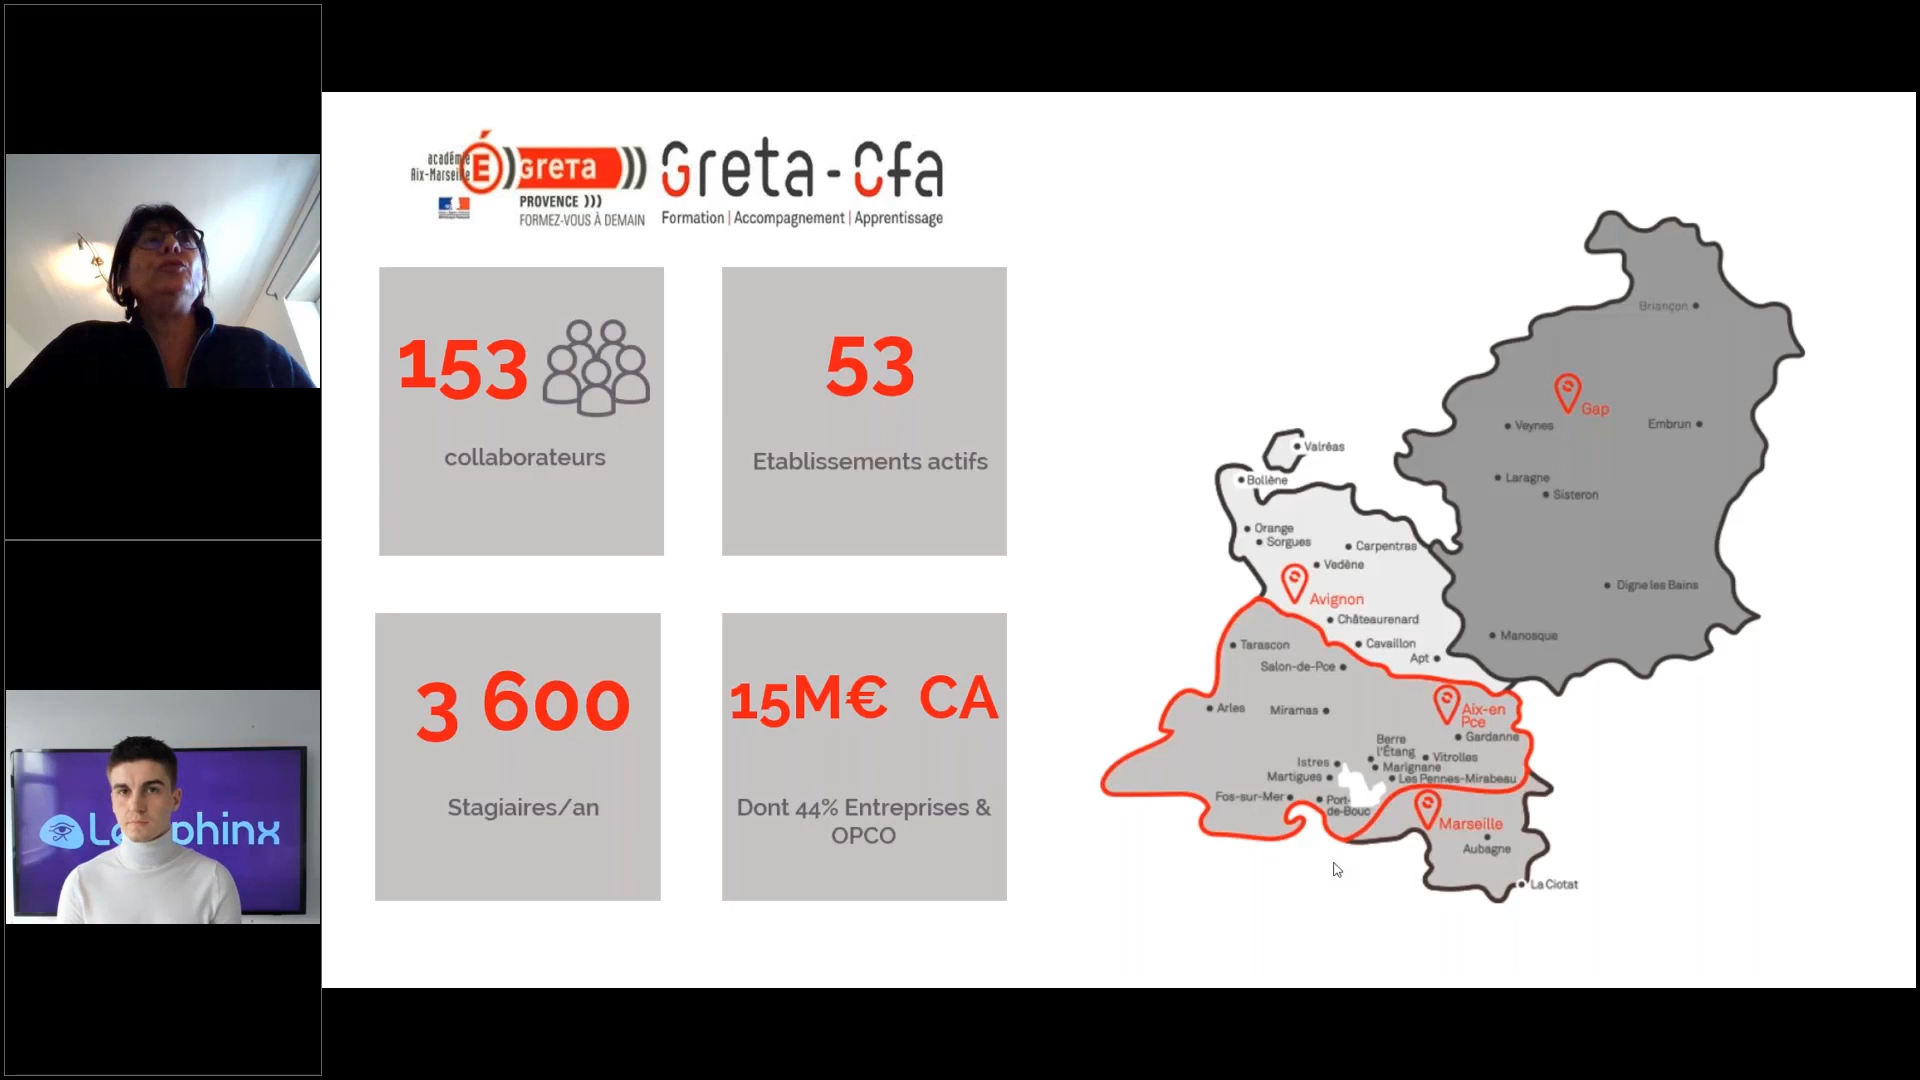 académie
Aix-Marseille
É
GRETA
PROVENCE )))
FORMEZ-VOUS À DEMAIN
Greta-Cfa
Formation | Accompagnement | Apprentissage
153
collaborateurs
53
Etablissements actifs
3 600
Stagiaires/an
15M€ CA
Dont 44% Entreprises &
OPCO
Briançon
Gap
Veynes
Embrun
Valréas
Bollène
Laragne
Sisteron
Orange
Sorgues
Carpentras
Vedène
Digne les Bains
Avignon
Châteaurenard
Manosque
Tarascon
Cavaillon
Apt
Salon-de-Pce
Arles
Miramas
Aix-en
Pce
Gardanne
Berre
l'Étang
Vitrolles
Istres
Marignane
Martigues
Les Pennes-Mirabeau
Fos-sur-Mer
Port-
de-Bouc
Marseille
Aubagne
La Ciotat
phinx